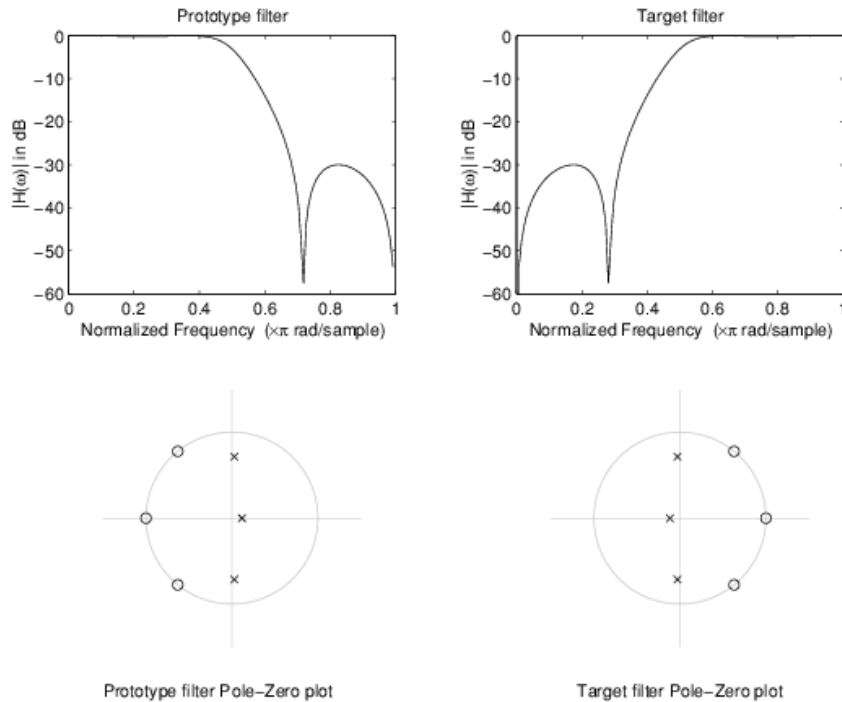 Prototype filter
0
−10
−20
−30
−40
−50
−60
|H(ω)| in dB
0 0.2 0.4 0.6 0.8 1
Normalized Frequency (×π rad/sample)
Target filter
0
−10
−20
−30
−40
−50
−60
|H(ω)| in dB
0 0.2 0.4 0.6 0.8 1
Normalized Frequency (×π rad/sample)
Prototype filter Pole−Zero plot
Target filter Pole−Zero plot